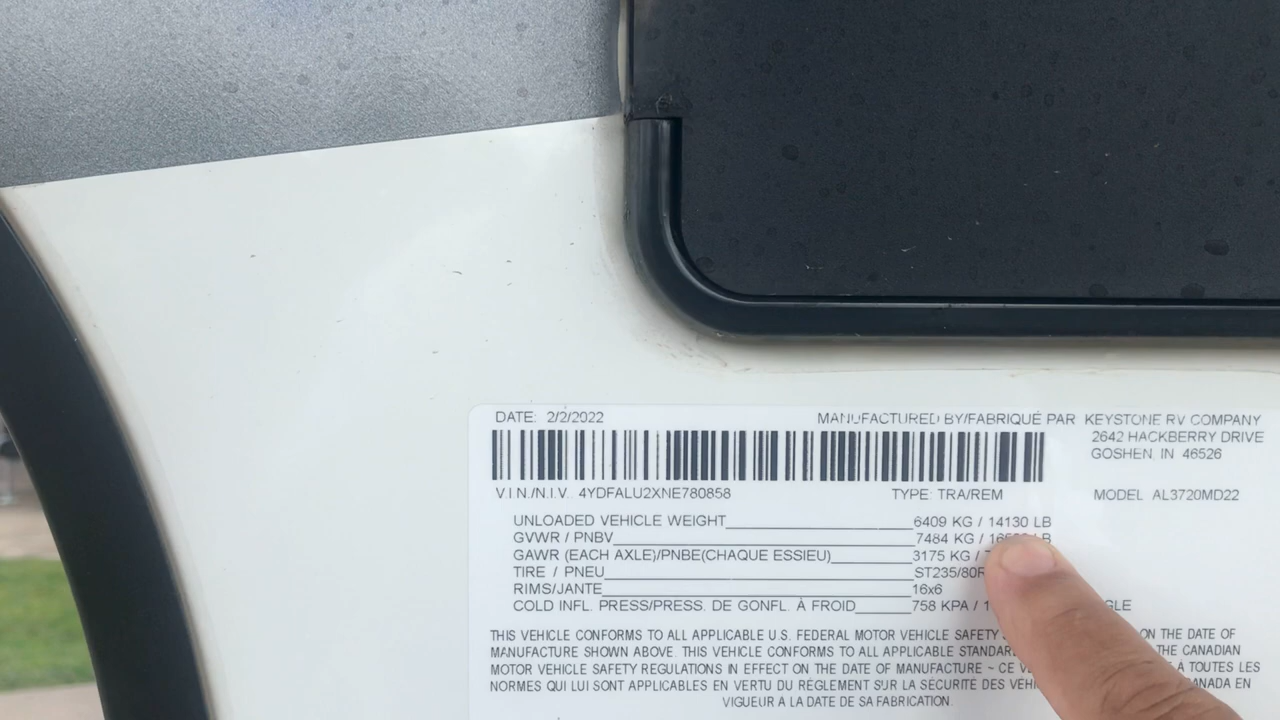 DATE: 2/2/2022
MANUFACTURED BY/FABRIQUÉ PAR KEYSTONE RV COMPANY
2642 HACKBERRY DRIVE
GOSHEN IN 46526
V.I.N./N.I.V. 4YDFALU2XNE780858 TYPE: TRA/REM MODEL AL3720MD22
UNLOADED VEHICLE WEIGHT 6409 KG / 14130 LB
GVWR / PNBV 7484 KG / LB
GAWR (EACH AXLE)/PNBE(CHAQUE ESSIEU) 3175 KG /
TIRE / PNEU ST235/80R
RIMS/JANTE 16x6
COLD INFL. PRESS/PRESS. DE GONFL. À FROID 758 KPA /
THIS VEHICLE CONFORMS TO ALL APPLICABLE U.S. FEDERAL MOTOR VEHICLE SAFETY ON THE DATE OF
MANUFACTURE SHOWN ABOVE. THIS VEHICLE CONFORMS TO ALL APPLICABLE THE CANADIAN
MOTOR VEHICLE SAFETY REGULATIONS IN EFFECT ON THE DATE OF MANUFACTURE ~ CE À TOUTES LES
NORMES QUI LUI SONT APPLICABLES EN VERTU DU REGLEMENT SUR LA SÉCURITÉ DES EN
VIGUEUR A LA DATE DE SA FABRICATION.